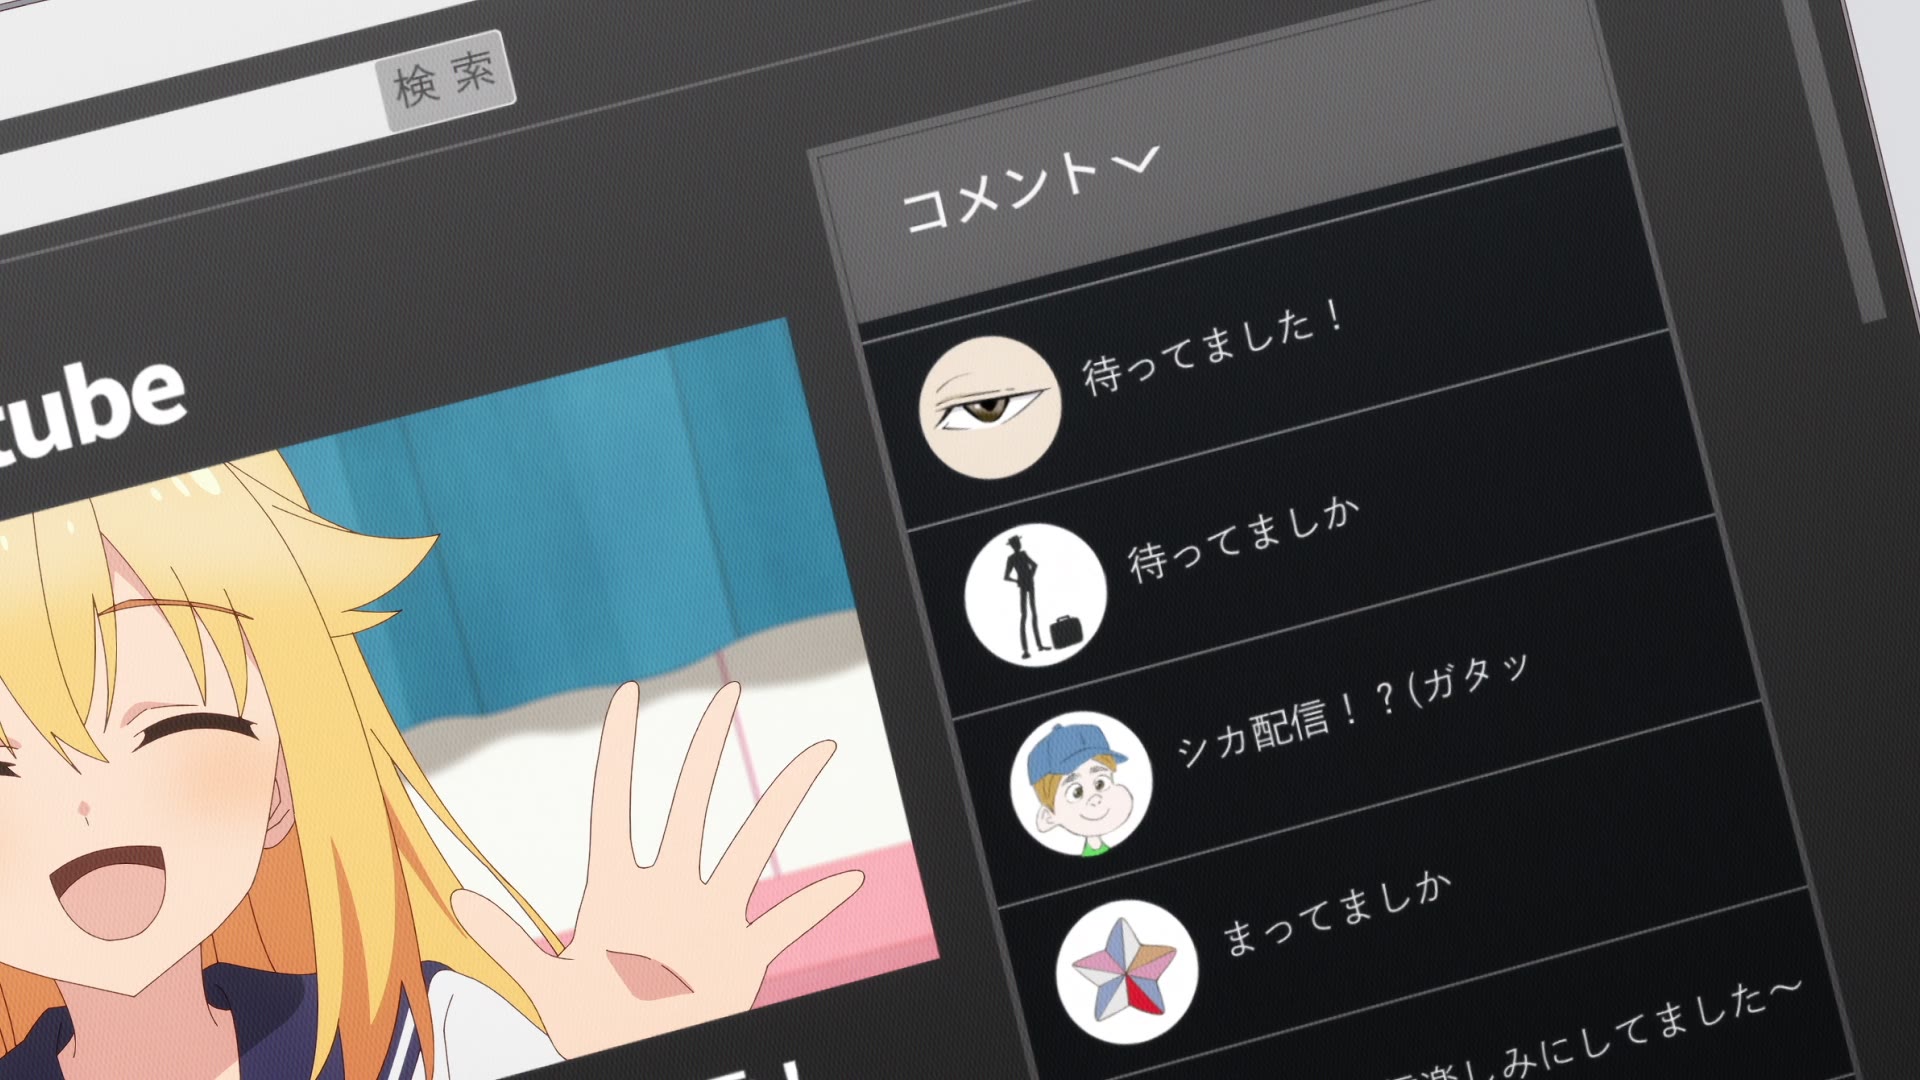 検索
コメント
tube
待ってました！
待ってましか
シカ配信！？(ガタッ
まってましか
楽しみにしてました～